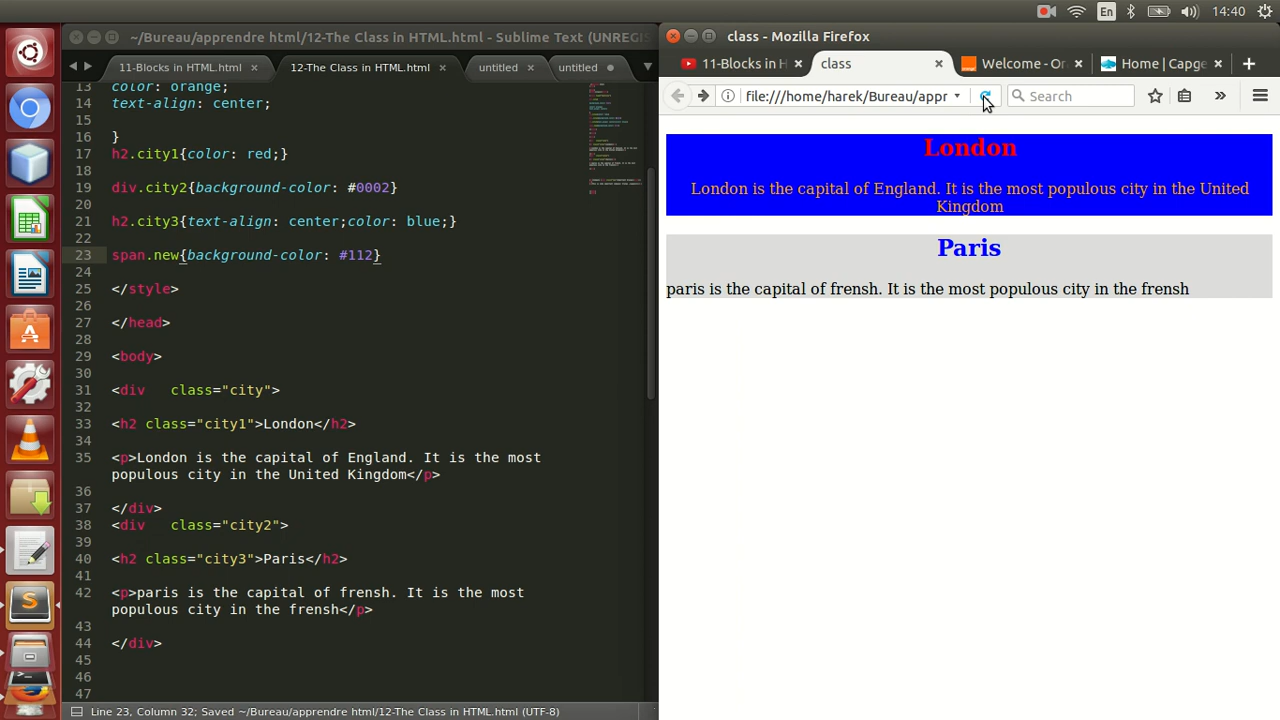 En
14:40
~/Bureau/apprendre html/12-The Class in HTML.html - Sublime Text (UNREGIS
11-Blocks in HTML.html
12-The Class in HTML.html
untitled
untitled
13 color: orange;
14 text-align: center;
15
16 }
17 h2.city1{color: red;}
18
19 div.city2{background-color: #0002}
20
21 h2.city3{text-align: center;color: blue;}
22
23 span.new{background-color: #112}
24
25 </style>
26
27 </head>
28
29 <body>
30
31 <div   class="city">
32
33 <h2 class="city1">London</h2>
34
35 <p>London is the capital of England. It is the most
populous city in the United Kingdom</p>
36
37 </div>
38 <div   class="city2">
39
40 <h2 class="city3">Paris</h2>
41
42 <p>paris is the capital of frensh. It is the most
populous city in the frensh</p>
43
44 </div>
45
46
47
Line 23, Column 32; Saved ~/Bureau/apprendre html/12-The Class in HTML.html (UTF-8)
class - Mozilla Firefox
11-Blocks in H
class
Welcome - Or
Home | Capge
file:///home/harek/Bureau/appr
Search
London
London is the capital of England. It is the most populous city in the United
Kingdom
Paris
paris is the capital of frensh. It is the most populous city in the frensh